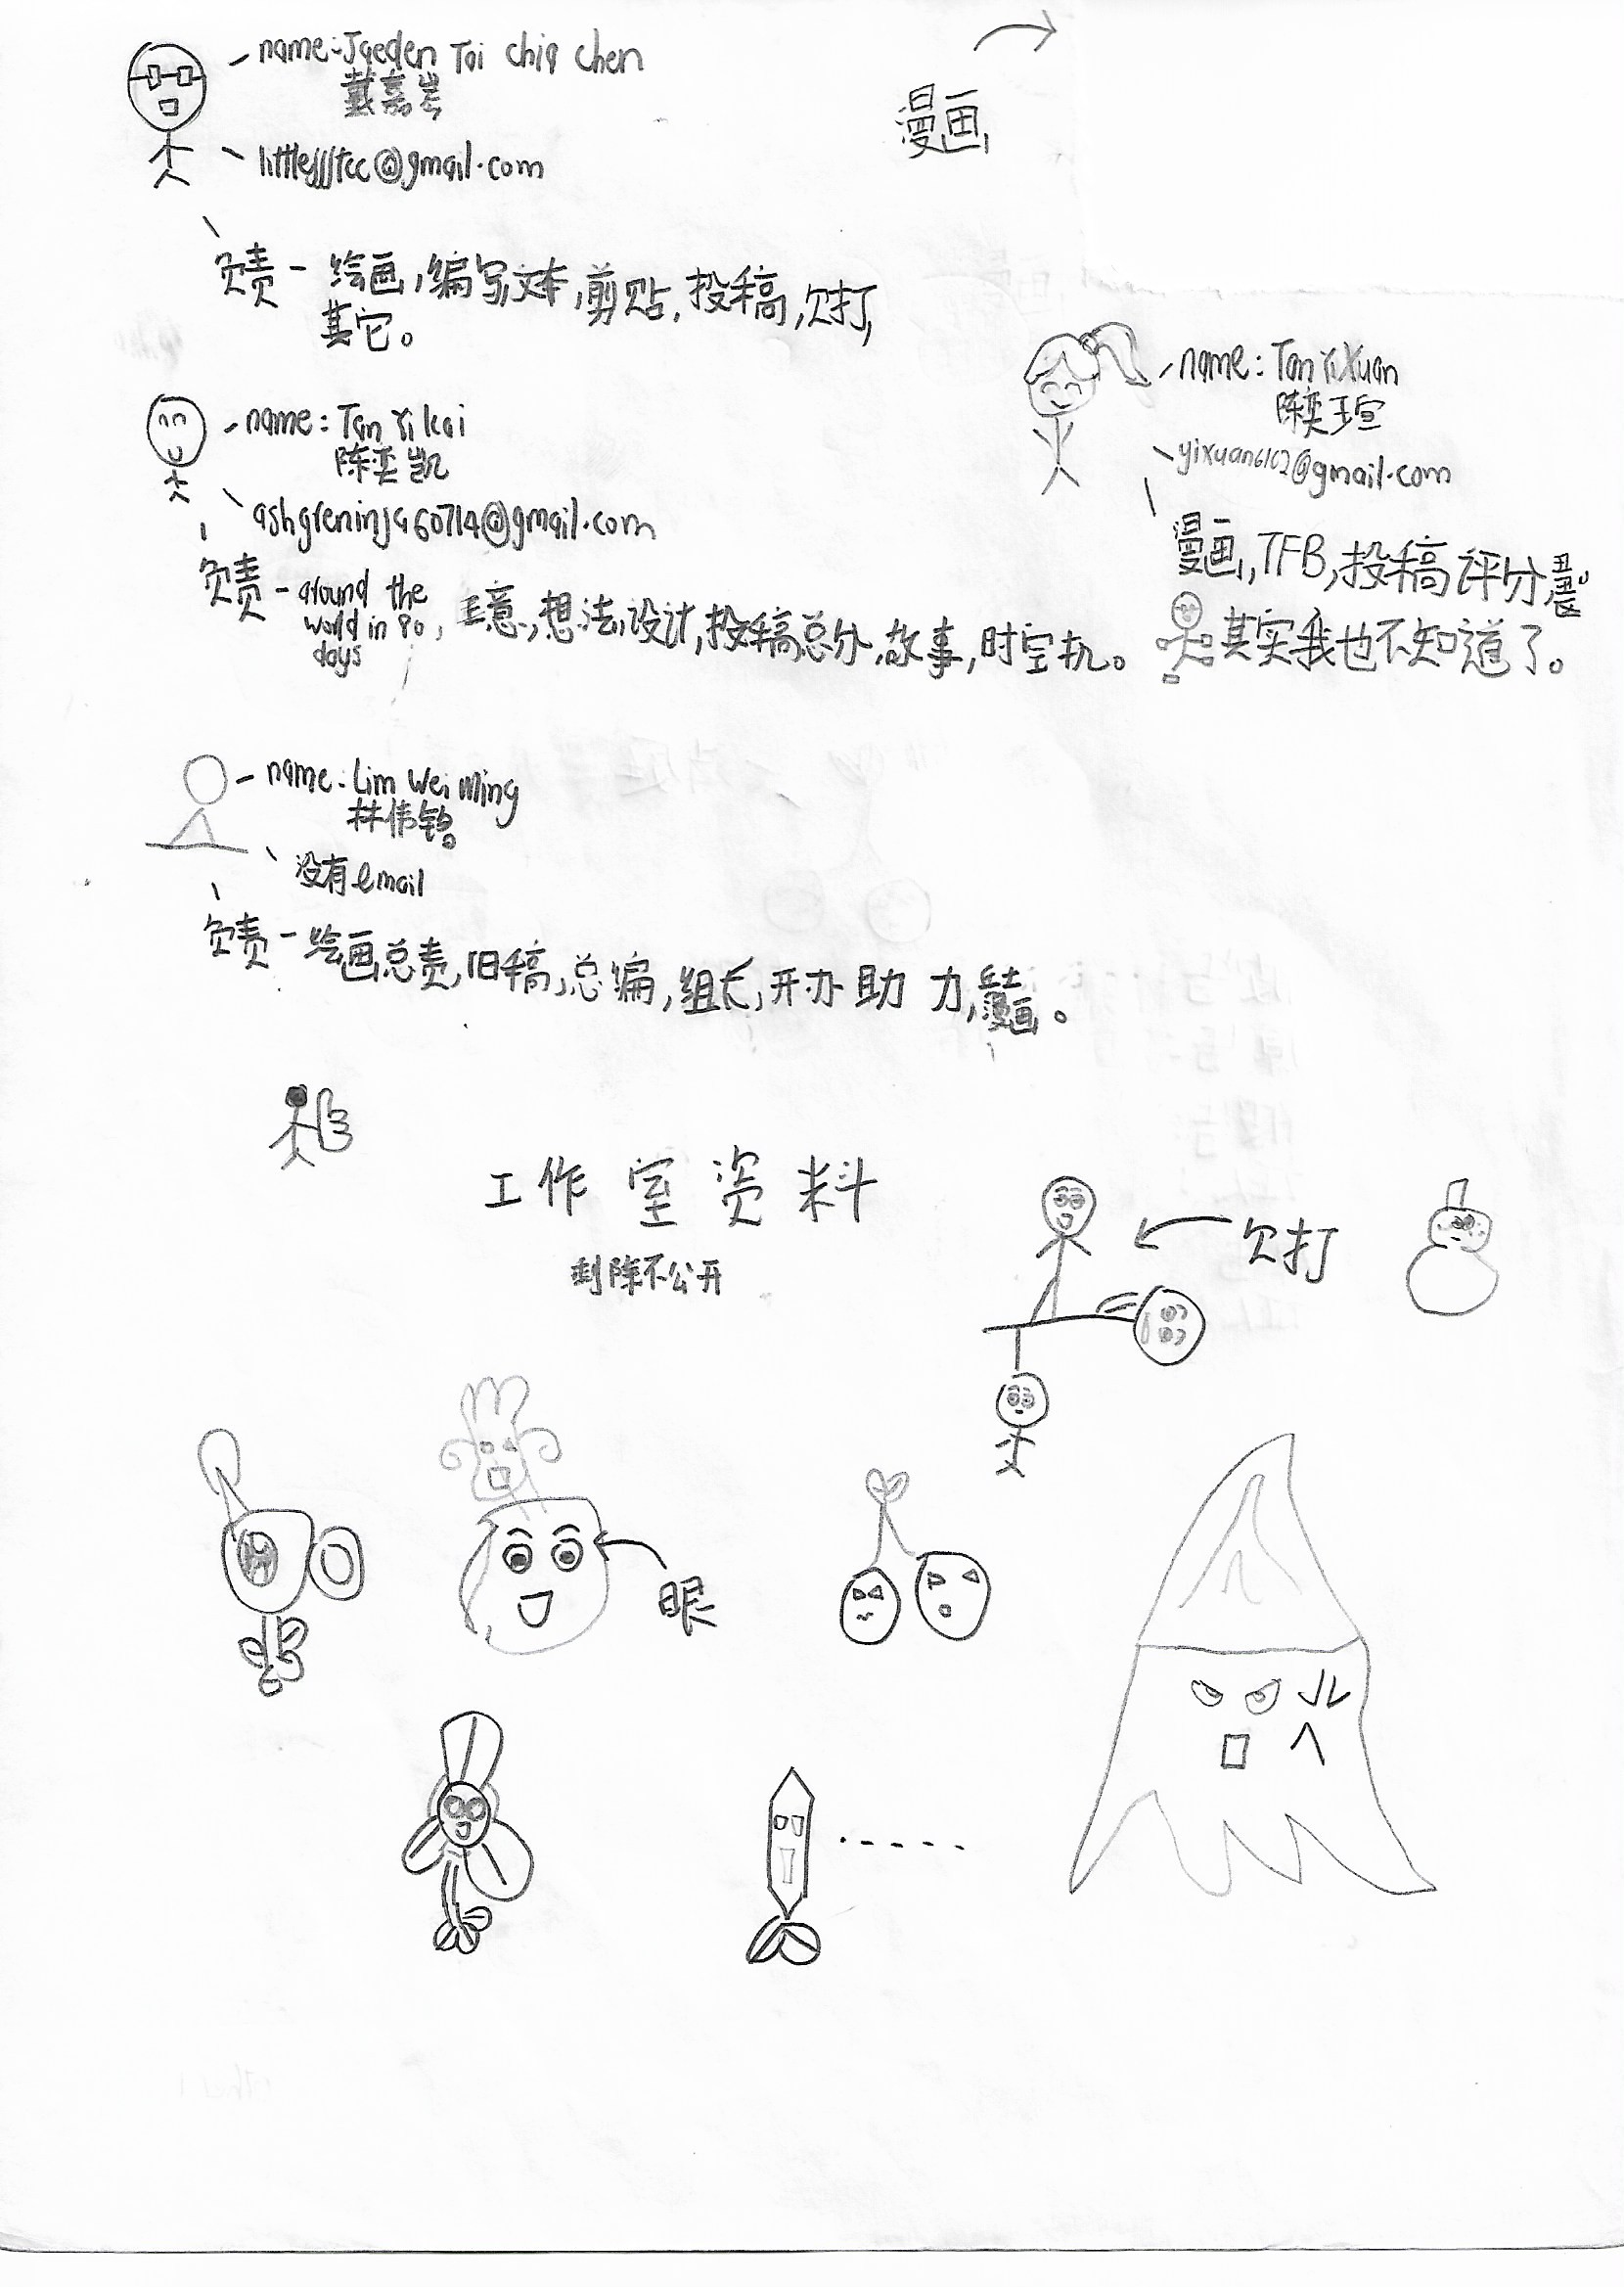 name: Jaeden Tai Chia Chen
戴嘉岑
littlejjjtcc@gmail.com
负责 - 绘画,编写文本,剪贴,投稿,欠打,
其它。
漫画
name: Tan Yi Xuan
陈奕瑄
yixuan6162@gmail.com
漫画,TFB,投稿评分,
其实我也不知道了。
name: Tan Yi Kai
陈奕凯
ashgreninja60714@gmail.com
负责 - around the
world in 80
days, 主意,想法,设计,投稿总分,故事,时空机。
name: Lim Wei Ming
林伟铭。
没有email
负责 - 绘画总责,旧稿,总编,组长,开办助力,漫画。
工作室资料
不公开
欠打
眼